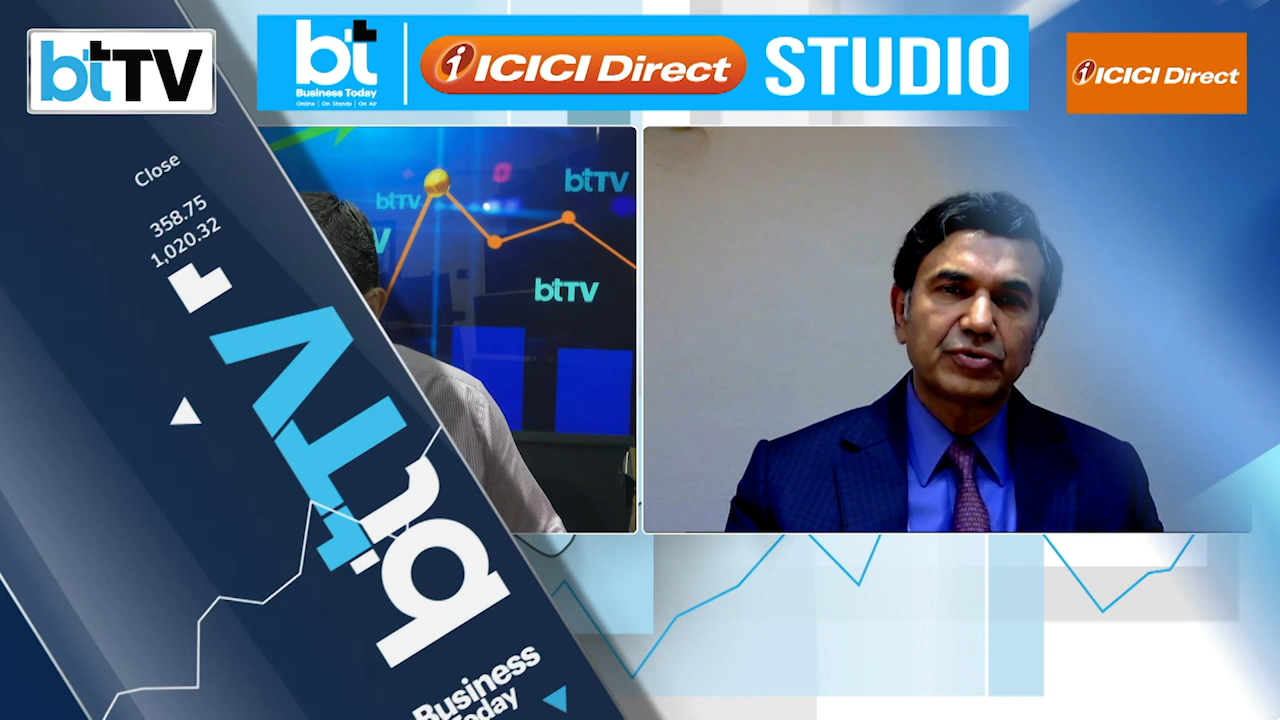 btTV
bt
Business Today
Online | On Stands | On Air
ICICI Direct
STUDIO
ICICI Direct
Close
358.75
1,020.32
btTV
btTV
btTV
V
btTV
Business
Today